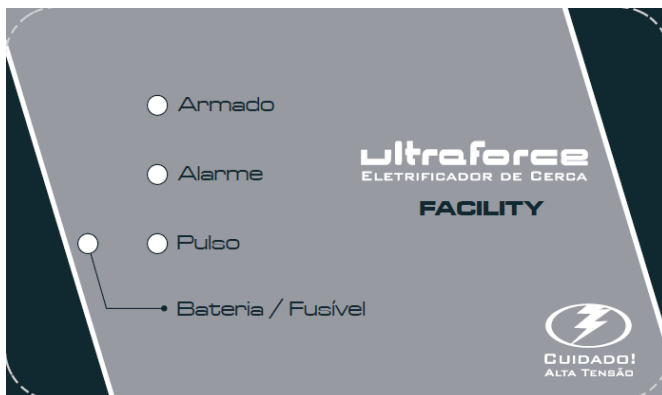 Armado
Alarme
Pulso
Bateria / Fusível
ultraforce
ELETRIFICADOR DE CERCA
FACILITY
CUIDADO!
ALTA TENSÃO